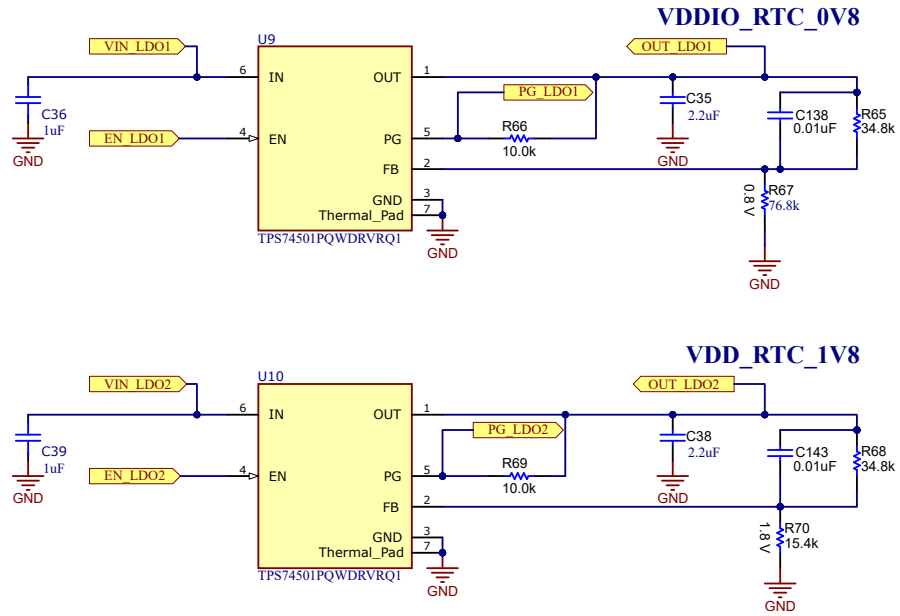 VDDIO_RTC_0V8
U9
VIN_LDO1
OUT_LDO1
6
IN
OUT
1
PG_LDO1
C36
1uF
GND
C35
2.2uF
GND
C138
0.01uF
R65
34.8k
EN_LDO1
4
EN
PG
5
R66
10.0k
FB
2
GND
3
Thermal_Pad
7
TPS74501PQWDRVRQ1
GND
0.8 V
R67
76.8k
GND
VDD_RTC_1V8
U10
VIN_LDO2
OUT_LDO2
6
IN
OUT
1
PG_LDO2
C39
1uF
GND
C38
2.2uF
GND
C143
0.01uF
R68
34.8k
EN_LDO2
4
EN
PG
5
R69
10.0k
FB
2
GND
3
Thermal_Pad
7
TPS74501PQWDRVRQ1
GND
1.8 V
R70
15.4k
GND